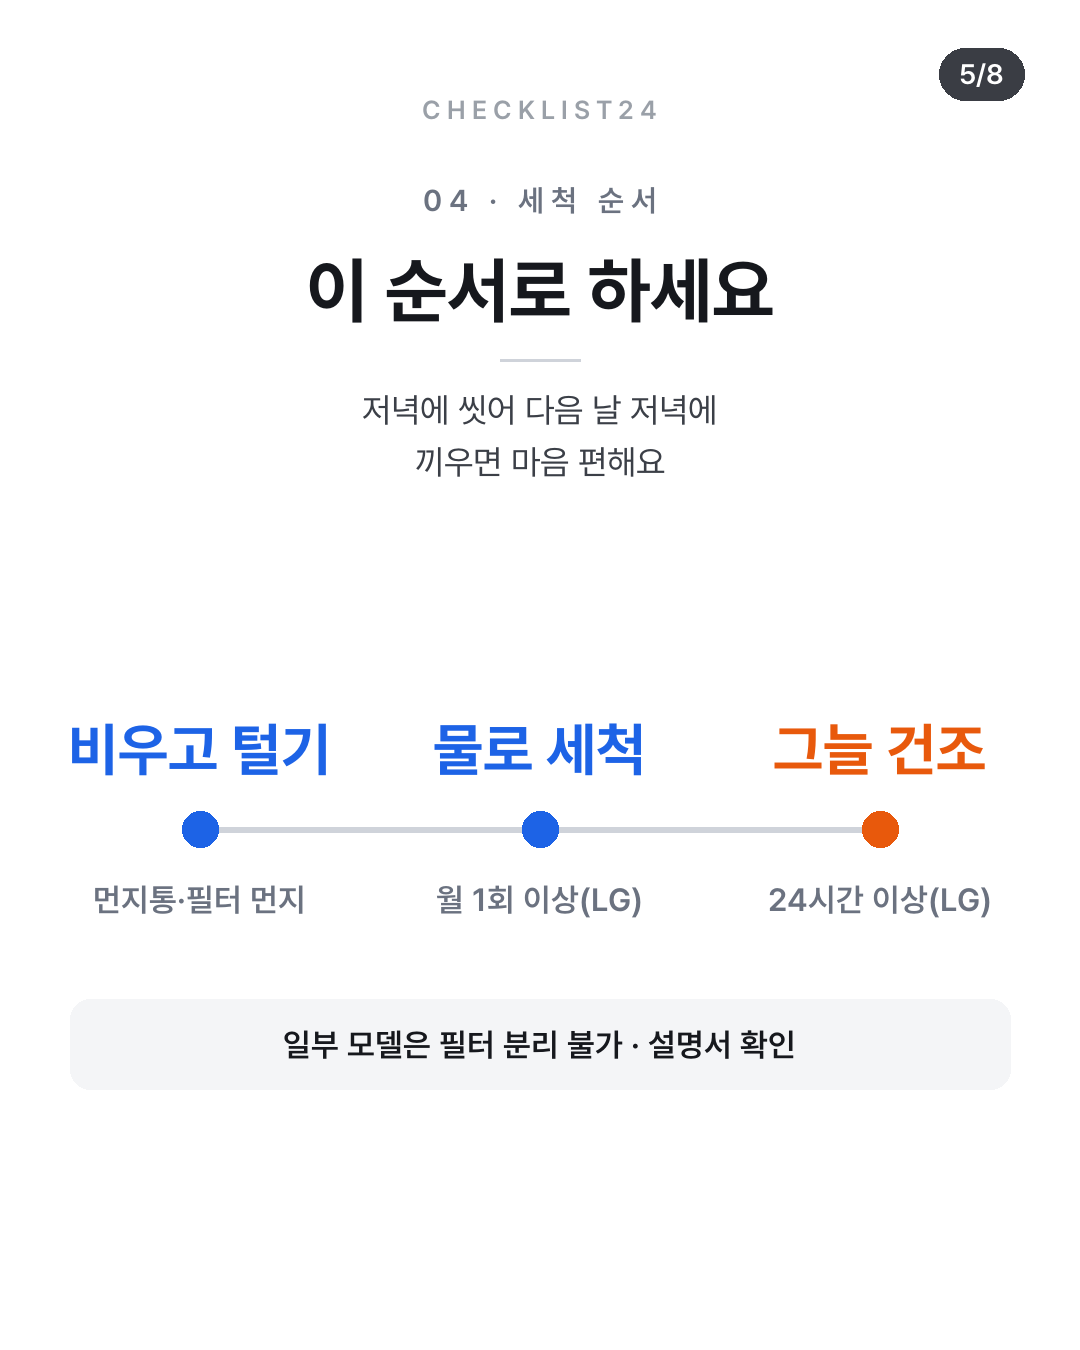 5/8
CHECKLIST24
04 · 세척 순서
이 순서로 하세요
저녁에 씻어 다음 날 저녁에
끼우면 마음 편해요
비우고 털기
물로 세척
그늘 건조
먼지통·필터 먼지
월 1회 이상(LG)
24시간 이상(LG)
일부 모델은 필터 분리 불가 · 설명서 확인